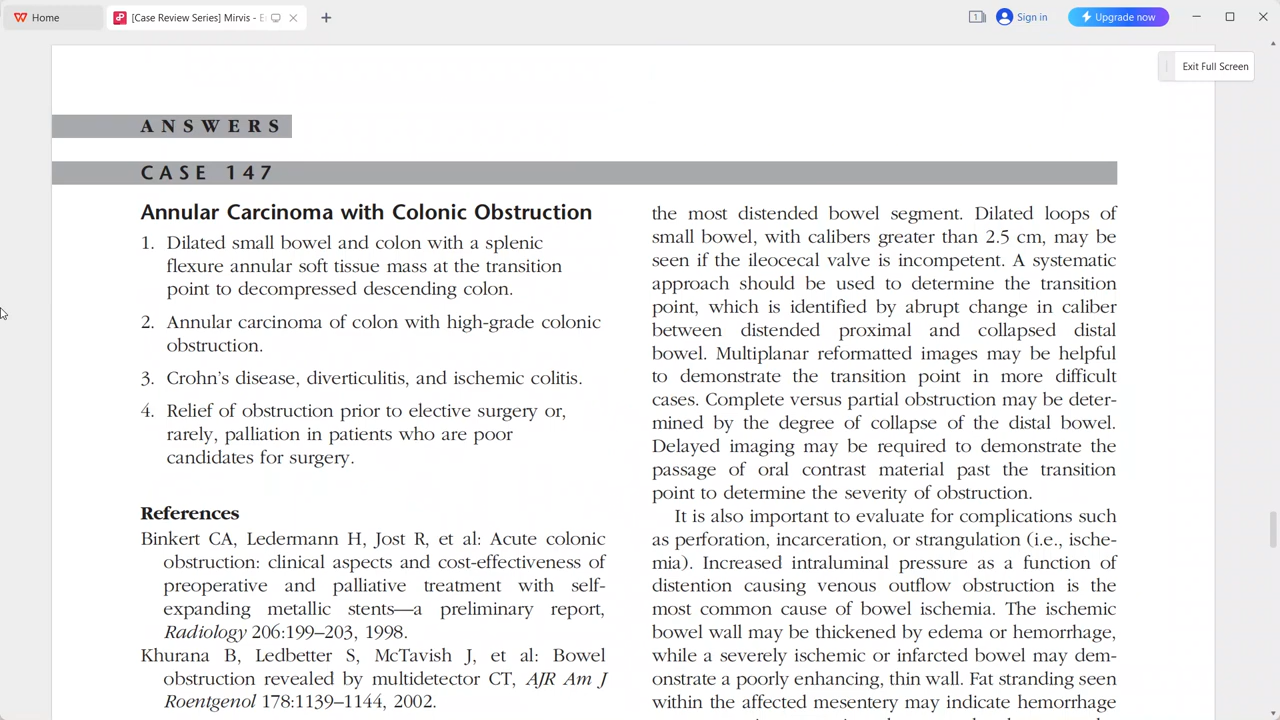 Home
[Case Review Series] Mirvis - E
Sign in
Upgrade now
Exit Full Screen
ANSWERS
CASE 147
Annular Carcinoma with Colonic Obstruction
1. Dilated small bowel and colon with a splenic
flexure annular soft tissue mass at the transition
point to decompressed descending colon.
2. Annular carcinoma of colon with high-grade colonic
obstruction.
3. Crohn's disease, diverticulitis, and ischemic colitis.
4. Relief of obstruction prior to elective surgery or,
rarely, palliation in patients who are poor
candidates for surgery.
References
Binkert CA, Ledermann H, Jost R, et al: Acute colonic
obstruction: clinical aspects and cost-effectiveness of
preoperative and palliative treatment with self-
expanding metallic stents—a preliminary report,
Radiology 206:199–203, 1998.
Khurana B, Ledbetter S, McTavish J, et al: Bowel
obstruction revealed by multidetector CT, AJR Am J
Roentgenol 178:1139–1144, 2002.
the most distended bowel segment. Dilated loops of
small bowel, with calibers greater than 2.5 cm, may be
seen if the ileocecal valve is incompetent. A systematic
approach should be used to determine the transition
point, which is identified by abrupt change in caliber
between distended proximal and collapsed distal
bowel. Multiplanar reformatted images may be helpful
to demonstrate the transition point in more difficult
cases. Complete versus partial obstruction may be deter-
mined by the degree of collapse of the distal bowel.
Delayed imaging may be required to demonstrate the
passage of oral contrast material past the transition
point to determine the severity of obstruction.
It is also important to evaluate for complications such
as perforation, incarceration, or strangulation (i.e., ische-
mia). Increased intraluminal pressure as a function of
distention causing venous outflow obstruction is the
most common cause of bowel ischemia. The ischemic
bowel wall may be thickened by edema or hemorrhage,
while a severely ischemic or infarcted bowel may dem-
onstrate a poorly enhancing, thin wall. Fat stranding seen
within the affected mesentery may indicate hemorrhage